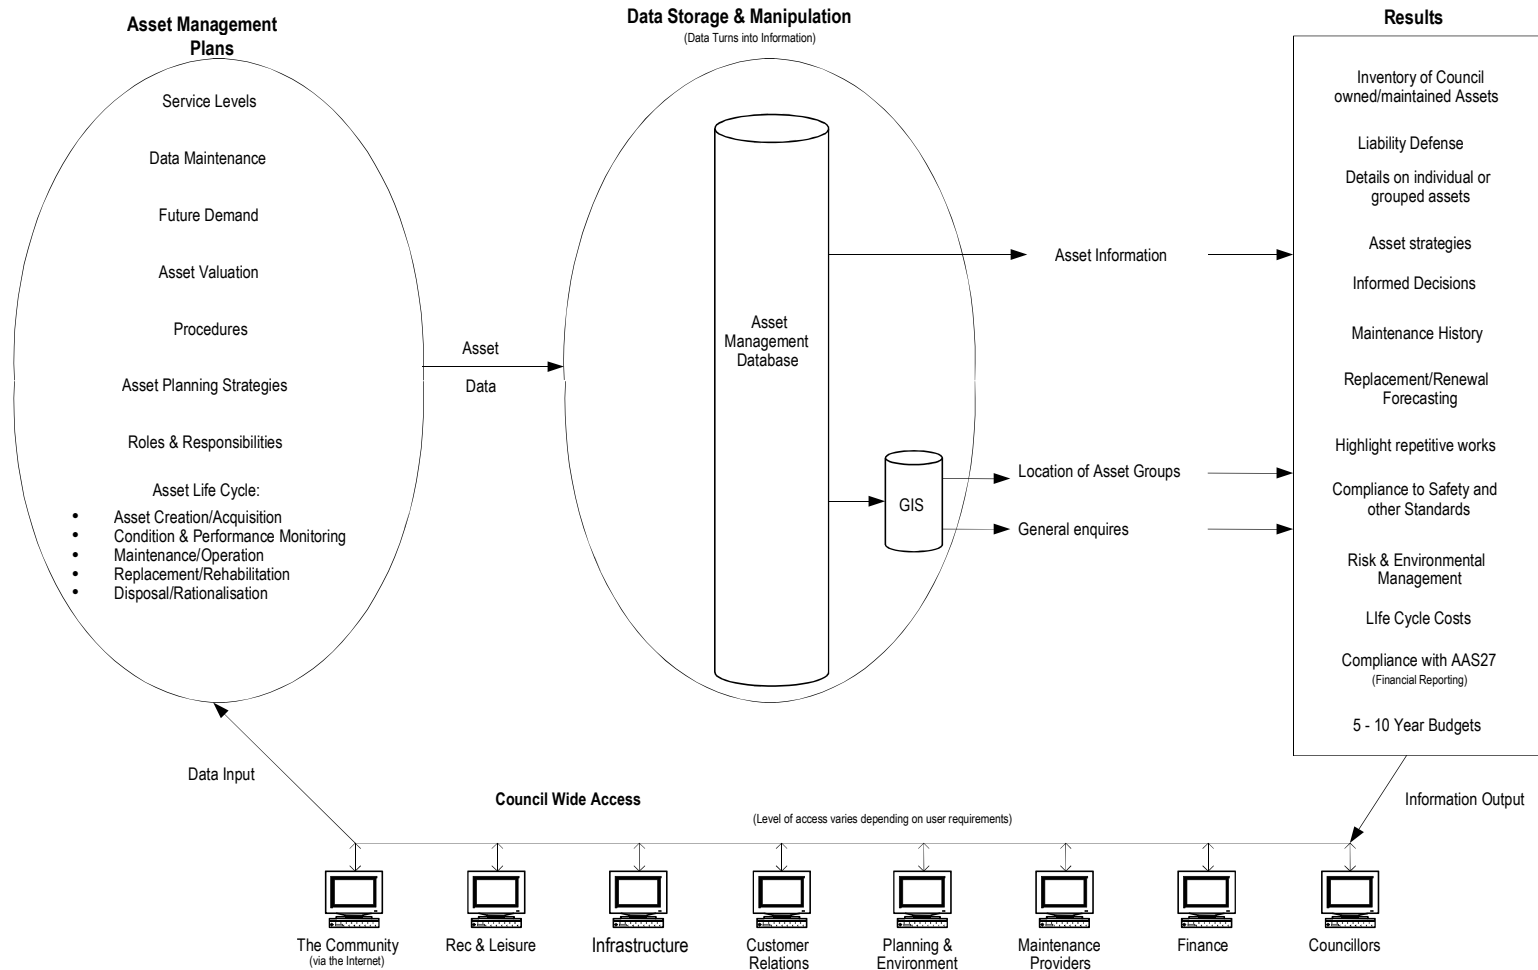 Asset Management
Plans
Service Levels
Data Maintenance
Future Demand
Asset Valuation
Procedures
Asset Planning Strategies
Roles & Responsibilities
Asset Life Cycle:
• Asset Creation/Acquisition
• Condition & Performance Monitoring
• Maintenance/Operation
• Replacement/Rehabilitation
• Disposal/Rationalisation
Asset
Data
Data Storage & Manipulation
(Data Turns into Information)
Asset
Management
Database
GIS
Asset Information
Location of Asset Groups
General enquires
Results
Inventory of Council
owned/maintained Assets
Liability Defense
Details on individual or
grouped assets
Asset strategies
Informed Decisions
Maintenance History
Replacement/Renewal
Forecasting
Highlight repetitive works
Compliance to Safety and
other Standards
Risk & Environmental
Management
LIfe Cycle Costs
Compliance with AAS27
(Financial Reporting)
5 - 10 Year Budgets
Data Input
Council Wide Access
(Level of access varies depending on user requirements)
Information Output
The Community
(via the Internet)
Rec & Leisure
Infrastructure
Customer
Relations
Planning &
Environment
Maintenance
Providers
Finance
Councillors